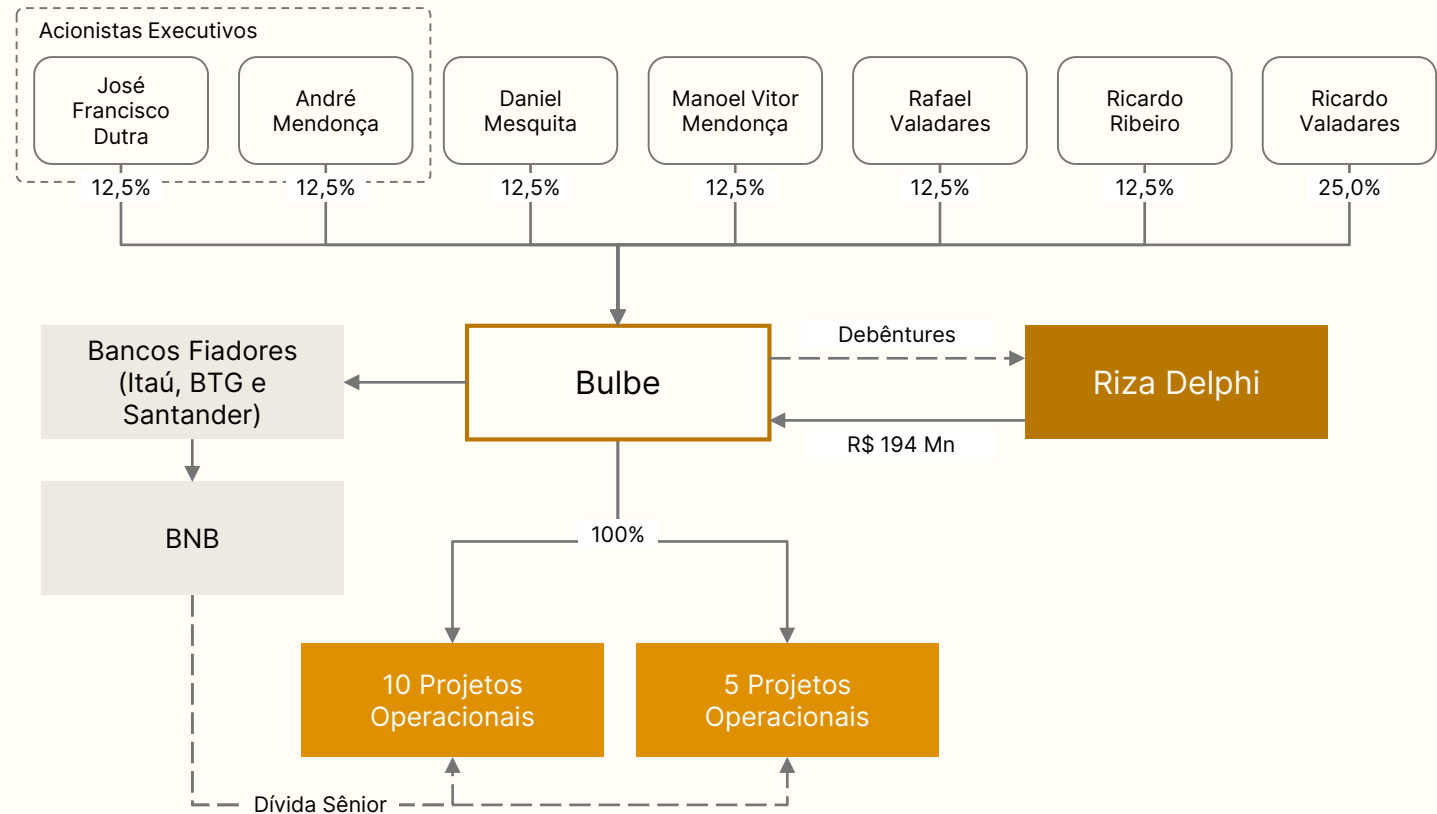 Acionistas Executivos
José
Francisco
Dutra
André
Mendonça
Daniel
Mesquita
Manoel Vitor
Mendonça
Rafael
Valadares
Ricardo
Ribeiro
Ricardo
Valadares
12,5%
12,5%
12,5%
12,5%
12,5%
12,5%
25,0%
Bancos Fiadores
(Itaú, BTG e
Santander)
Bulbe
Debêntures
R$ 194 Mn
Riza Delphi
BNB
100%
10 Projetos
Operacionais
5 Projetos
Operacionais
Dívida Sênior